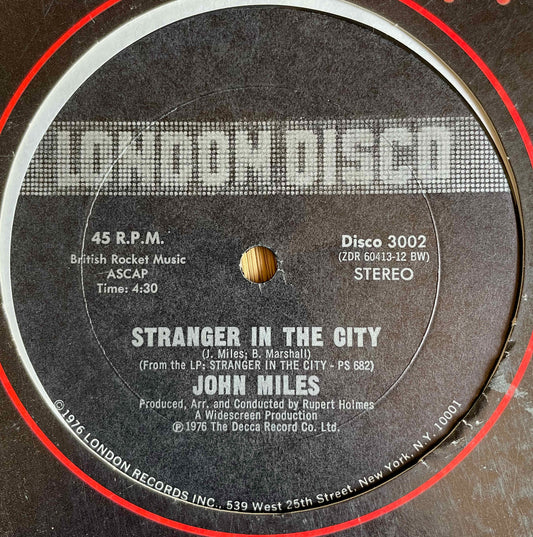 LONDON DISCO
45 R.P.M.
British Rocket Music
ASCAP
Time: 4:30
Disco 3002
(ZDR 60413-12 BW)
STEREO
STRANGER IN THE CITY
(J. Miles; B. Marshall)
(From the LP: STRANGER IN THE CITY - PS 682)
JOHN MILES
Produced, Arr. and Conducted by Rupert Holmes
A Widescreen Production
℗ 1976 The Decca Record Co. Ltd.
©1976 LONDON RECORDS INC., 539 West 25th Street, New York, N.Y. 10001